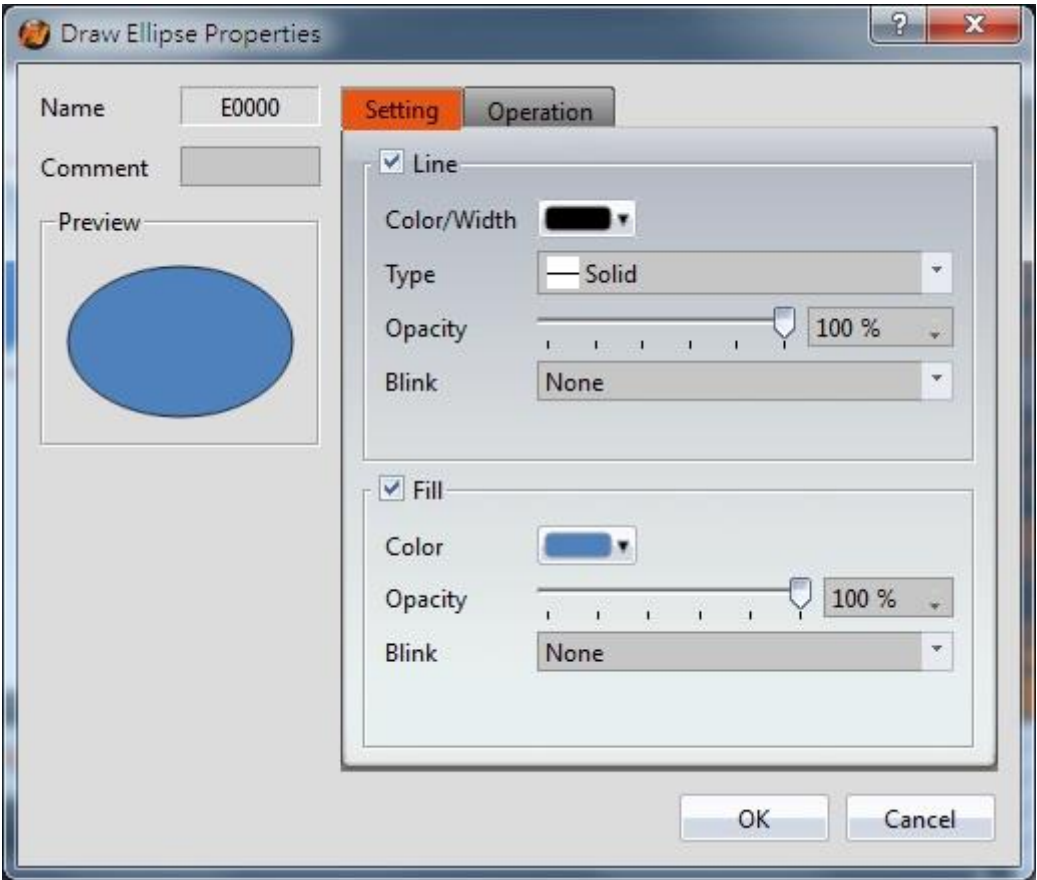 Draw Ellipse Properties
?
Name E0000
Comment
Preview
Setting Operation
Line
Color/Width
Type Solid
Opacity 100 %
Blink None
Fill
Color
Opacity 100 %
Blink None
OK Cancel